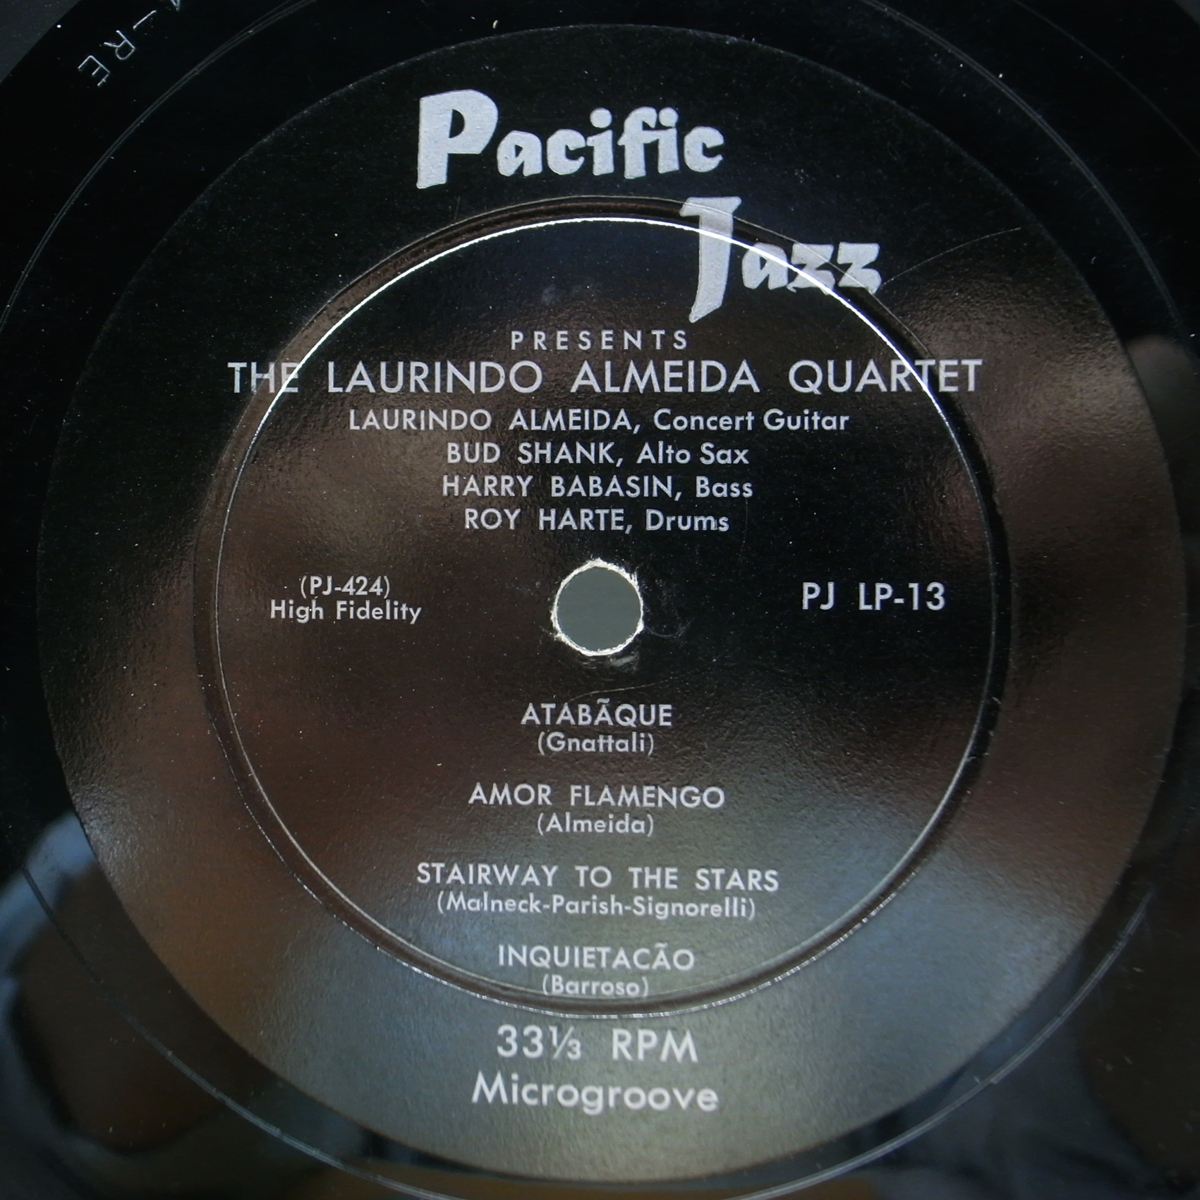 -RE
Pacific
Jazz
PRESENTS
THE LAURINDO ALMEIDA QUARTET
LAURINDO ALMEIDA, Concert Guitar
BUD SHANK, Alto Sax
HARRY BABASIN, Bass
ROY HARTE, Drums
(PJ-424)
High Fidelity
PJ LP-13
ATABÃQUE
(Gnattali)
AMOR FLAMENGO
(Almeida)
STAIRWAY TO THE STARS
(Malneck-Parish-Signorelli)
INQUIETACÃO
(Barroso)
33⅓ RPM
Microgroove